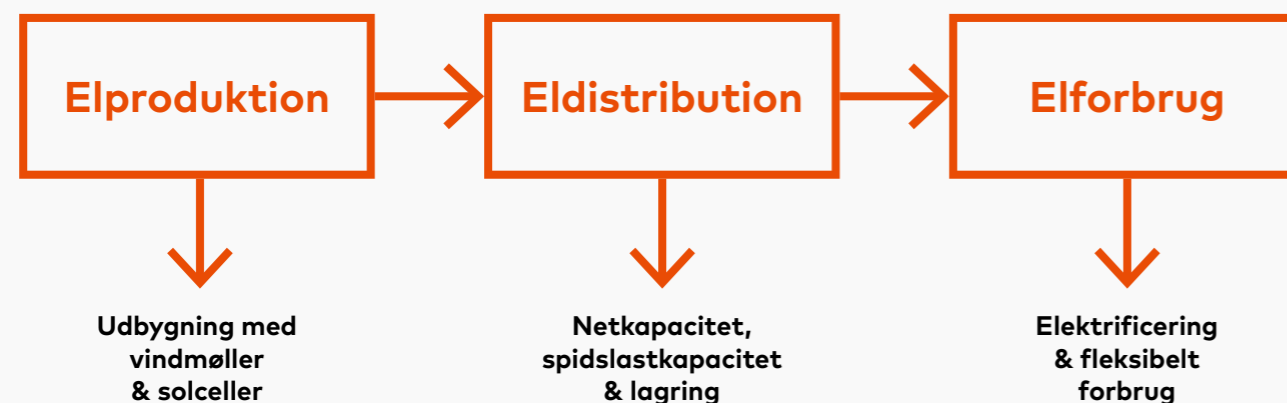 Elproduktion
Eldistribution
Elforbrug
Udbygning med
vindmøller
& solceller
Netkapacitet,
spidslastkapacitet
& lagring
Elektrificering
& fleksibelt
forbrug